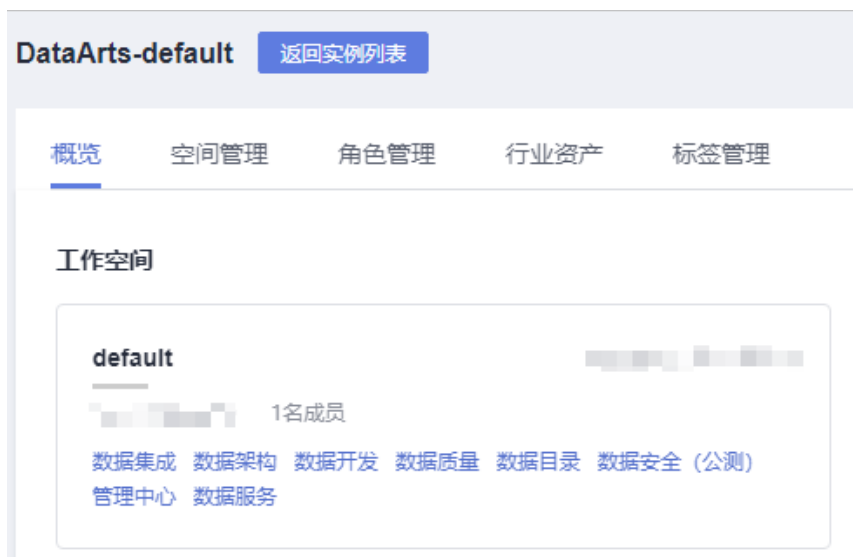 DataArts-default 返回实例列表
概览 空间管理 角色管理 行业资产 标签管理
工作空间
default
1名成员
数据集成 数据架构 数据开发 数据质量 数据目录 数据安全（公测）
管理中心 数据服务